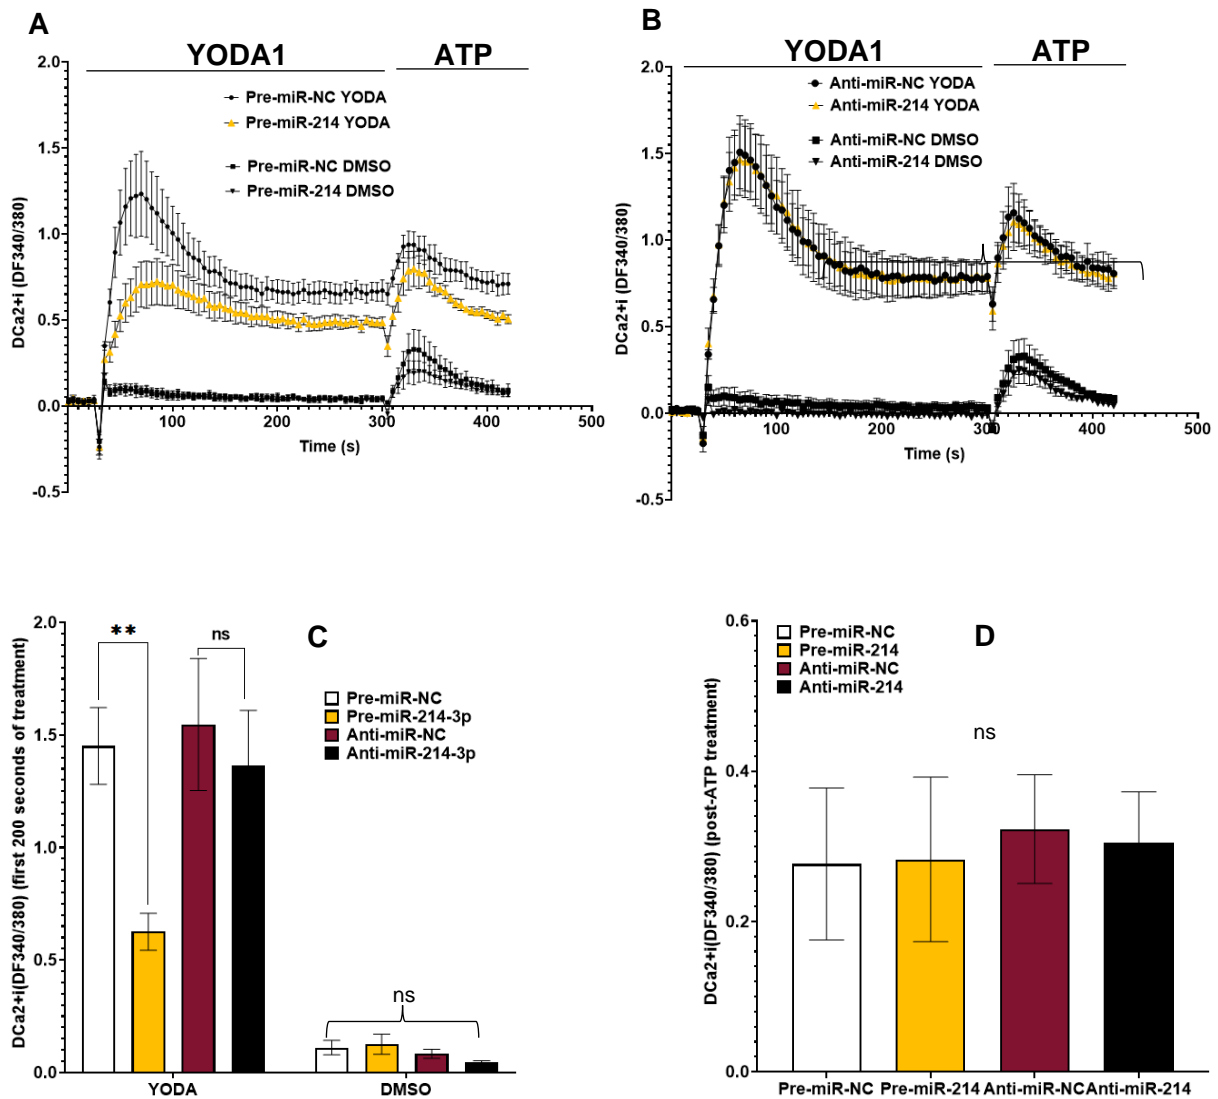 A
YODA1
ATP
2.0
1.5
1.0
0.5
0.0
-0.5
DCa2+i (DF340/380)
Pre-miR-NC YODA
Pre-miR-214 YODA
Pre-miR-NC DMSO
Pre-miR-214 DMSO
100
200
300
400
500
Time (s)
B
YODA1
ATP
2.0
1.5
1.0
0.5
0.0
-0.5
DCa2+i (DF340/380)
Anti-miR-NC YODA
Anti-miR-214 YODA
Anti-miR-NC DMSO
Anti-miR-214 DMSO
100
200
300
400
500
Time (s)
C
2.0
1.5
1.0
0.5
0.0
DCa2+i(DF340/380) (first 200 seconds of treatment)
**
ns
Pre-miR-NC
Pre-miR-214-3p
Anti-miR-NC
Anti-miR-214-3p
ns
YODA
DMSO
D
0.6
0.4
0.2
0.0
DCa2+i(DF340/380) (post-ATP treatment)
Pre-miR-NC
Pre-miR-214
Anti-miR-NC
Anti-miR-214
ns
Pre-miR-NC Pre-miR-214 Anti-miR-NC Anti-miR-214